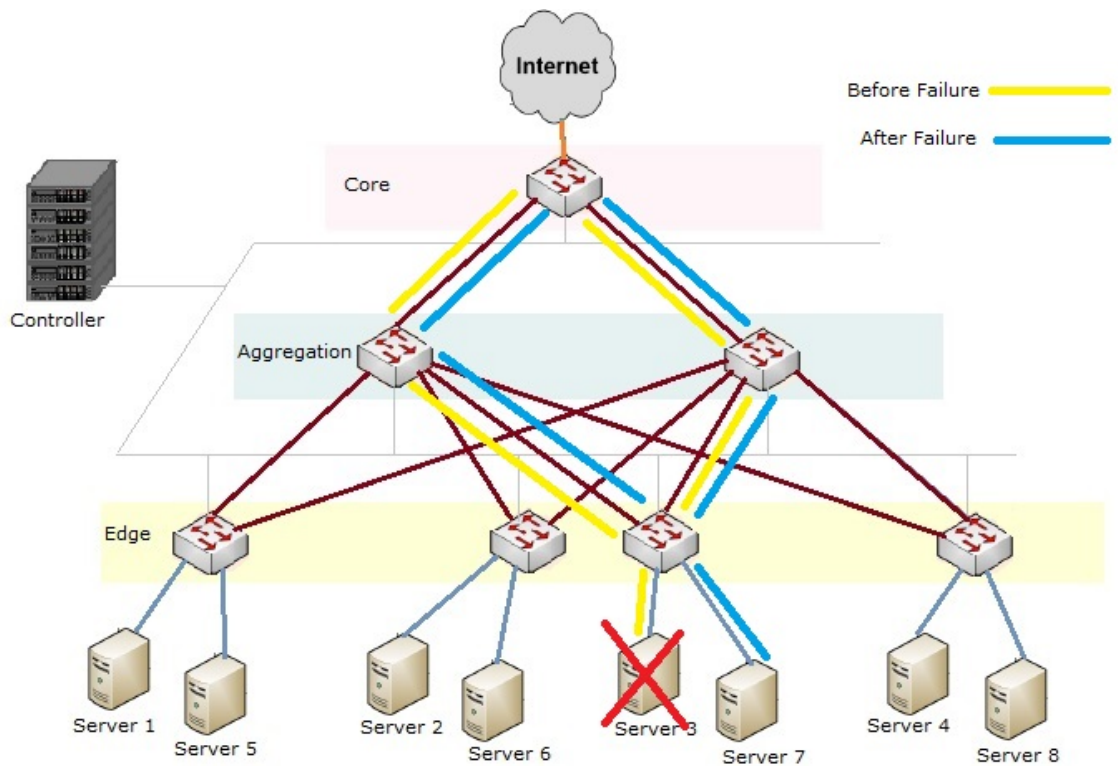 Internet
Before Failure
After Failure
Core
Controller
Aggregation
Edge
Server 1
Server 5
Server 2
Server 6
Server 3
Server 7
Server 4
Server 8